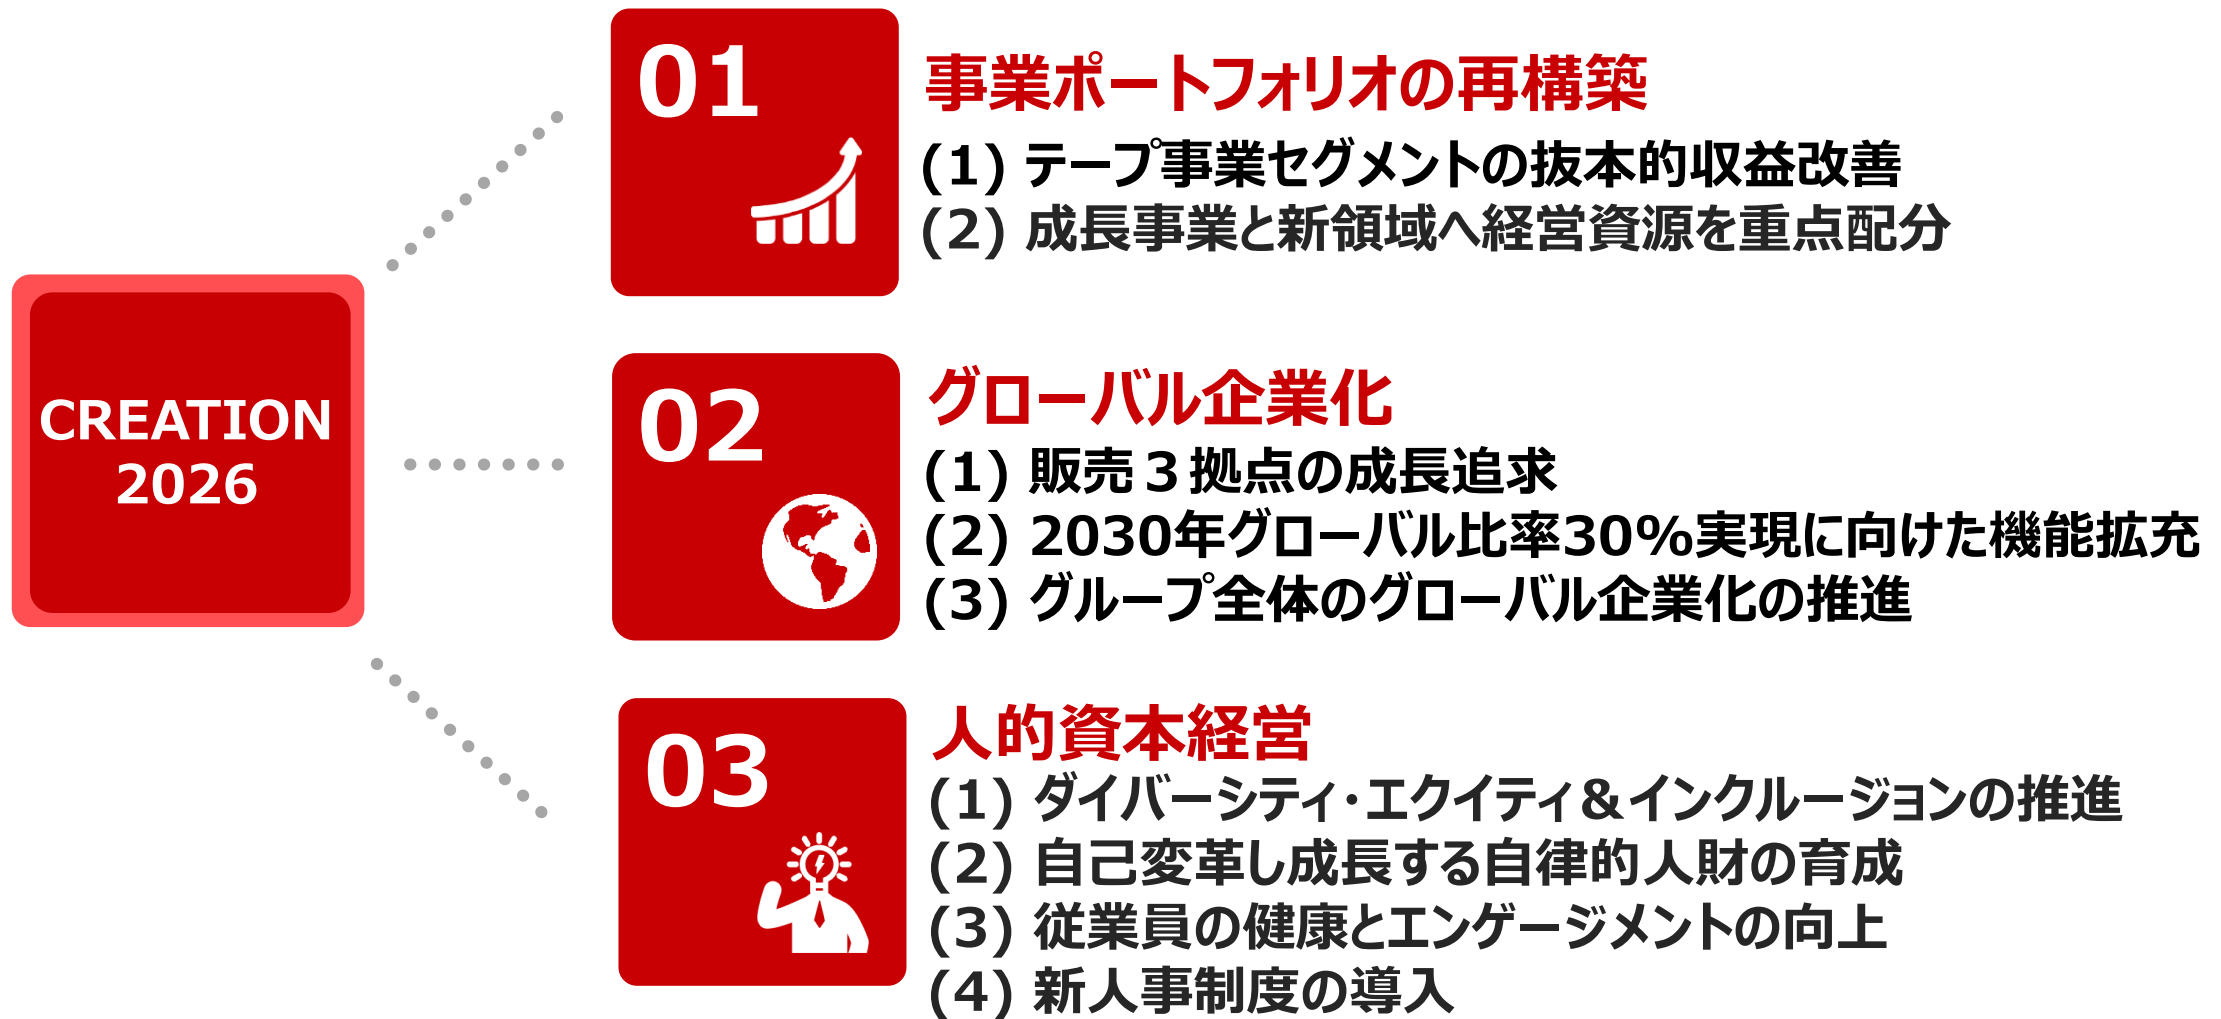 CREATION
2026
01
事業ポートフォリオの再構築
(1) テープ事業セグメントの抜本的収益改善
(2) 成長事業と新領域へ経営資源を重点配分
02
グローバル企業化
(1) 販売３拠点の成長追求
(2) 2030年グローバル比率30%実現に向けた機能拡充
(3) グループ全体のグローバル企業化の推進
03
人的資本経営
(1) ダイバーシティ・エクイティ&インクルージョンの推進
(2) 自己変革し成長する自律的人財の育成
(3) 従業員の健康とエンゲージメントの向上
(4) 新人事制度の導入